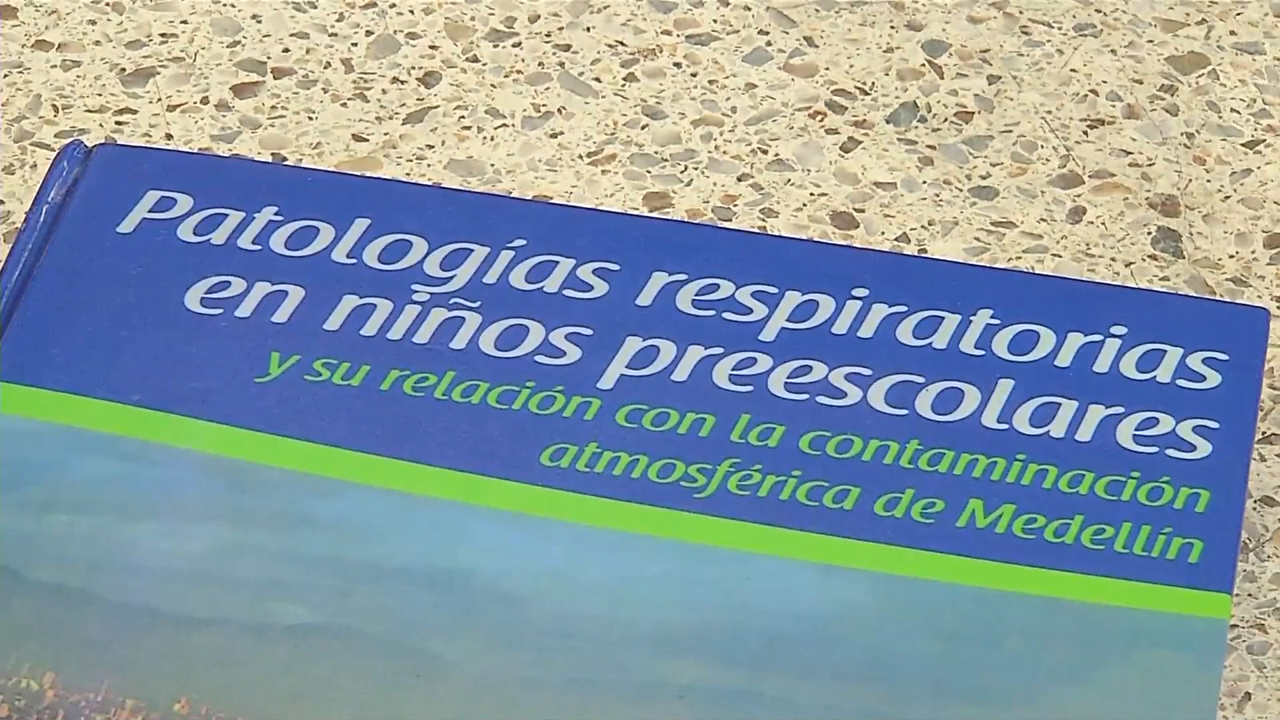 Patologías respiratorias
en niños preescolares
y su relación con la contaminación
atmosférica de Medellín